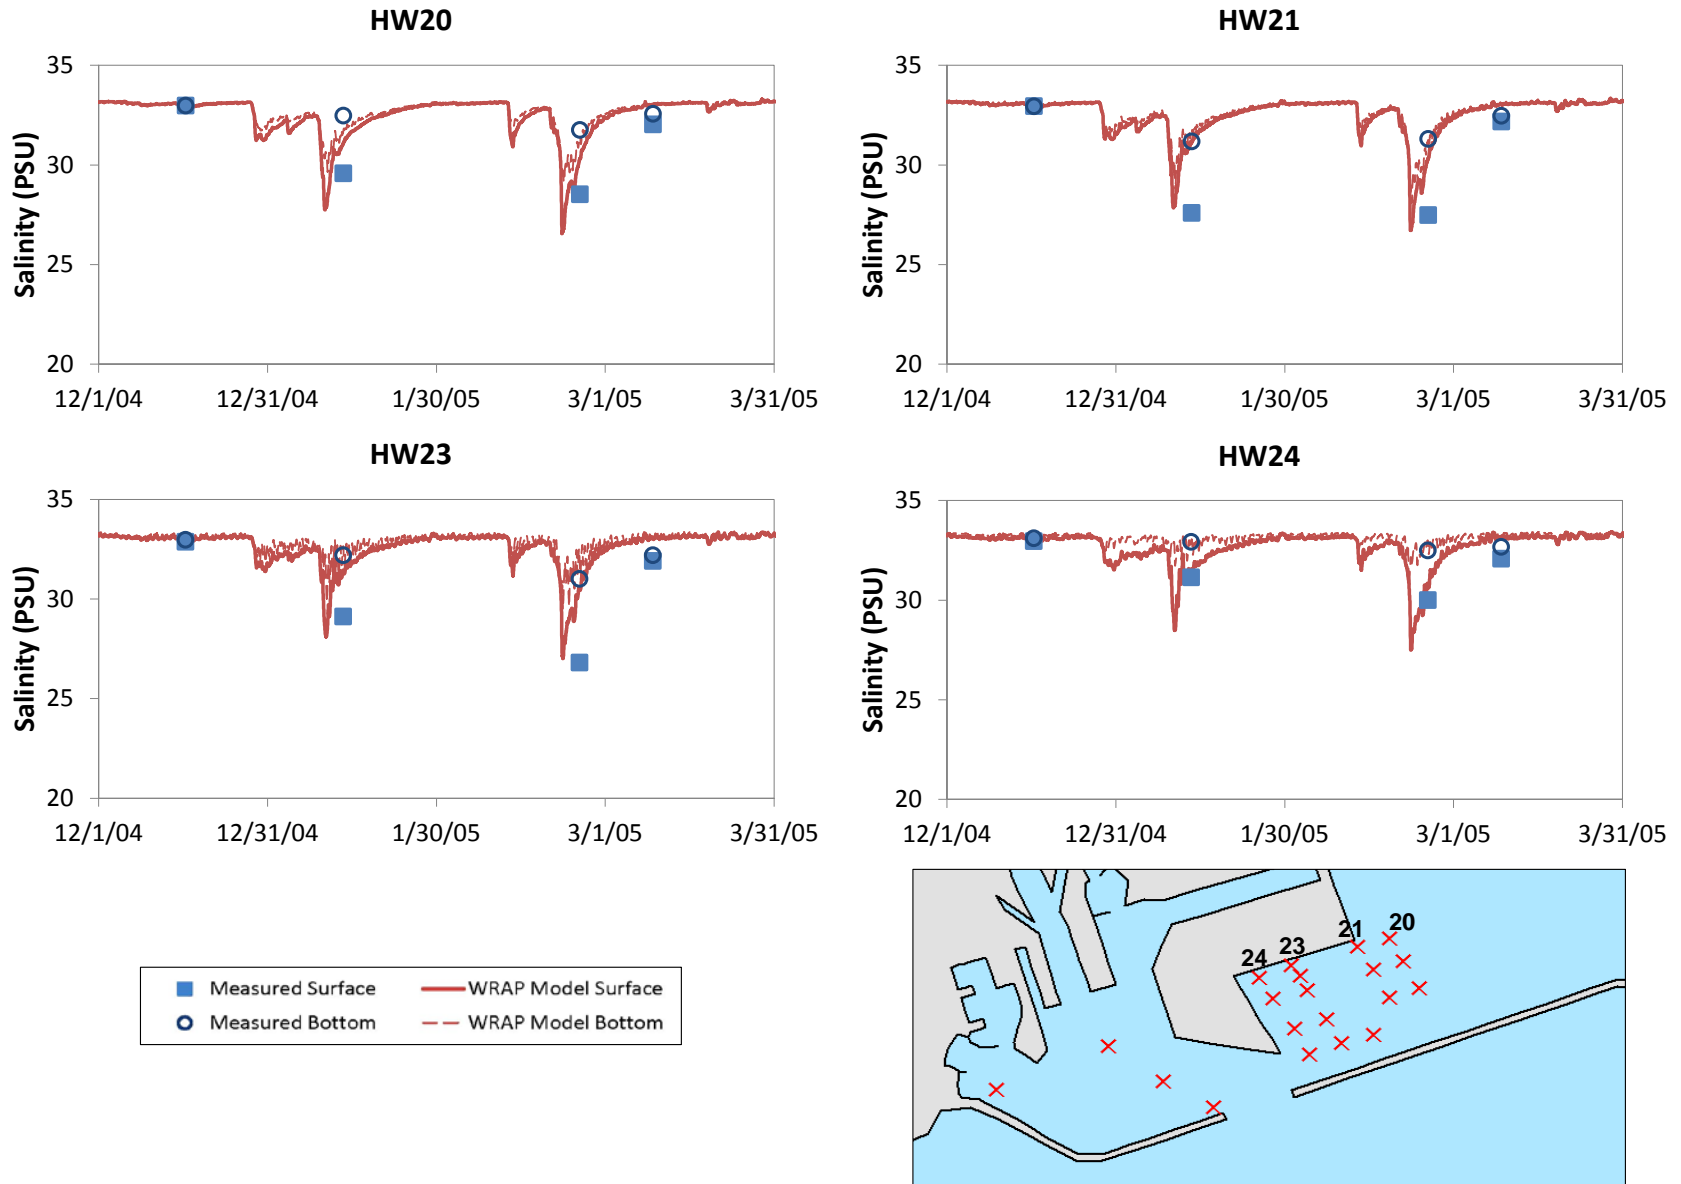 HW20
Salinity (PSU)
35
30
25
20
12/1/04 12/31/04 1/30/05 3/1/05 3/31/05
HW21
Salinity (PSU)
35
30
25
20
12/1/04 12/31/04 1/30/05 3/1/05 3/31/05
HW23
Salinity (PSU)
35
30
25
20
12/1/04 12/31/04 1/30/05 3/1/05 3/31/05
HW24
Salinity (PSU)
35
30
25
20
12/1/04 12/31/04 1/30/05 3/1/05 3/31/05
Measured Surface WRAP Model Surface
Measured Bottom WRAP Model Bottom
24 23 21 20